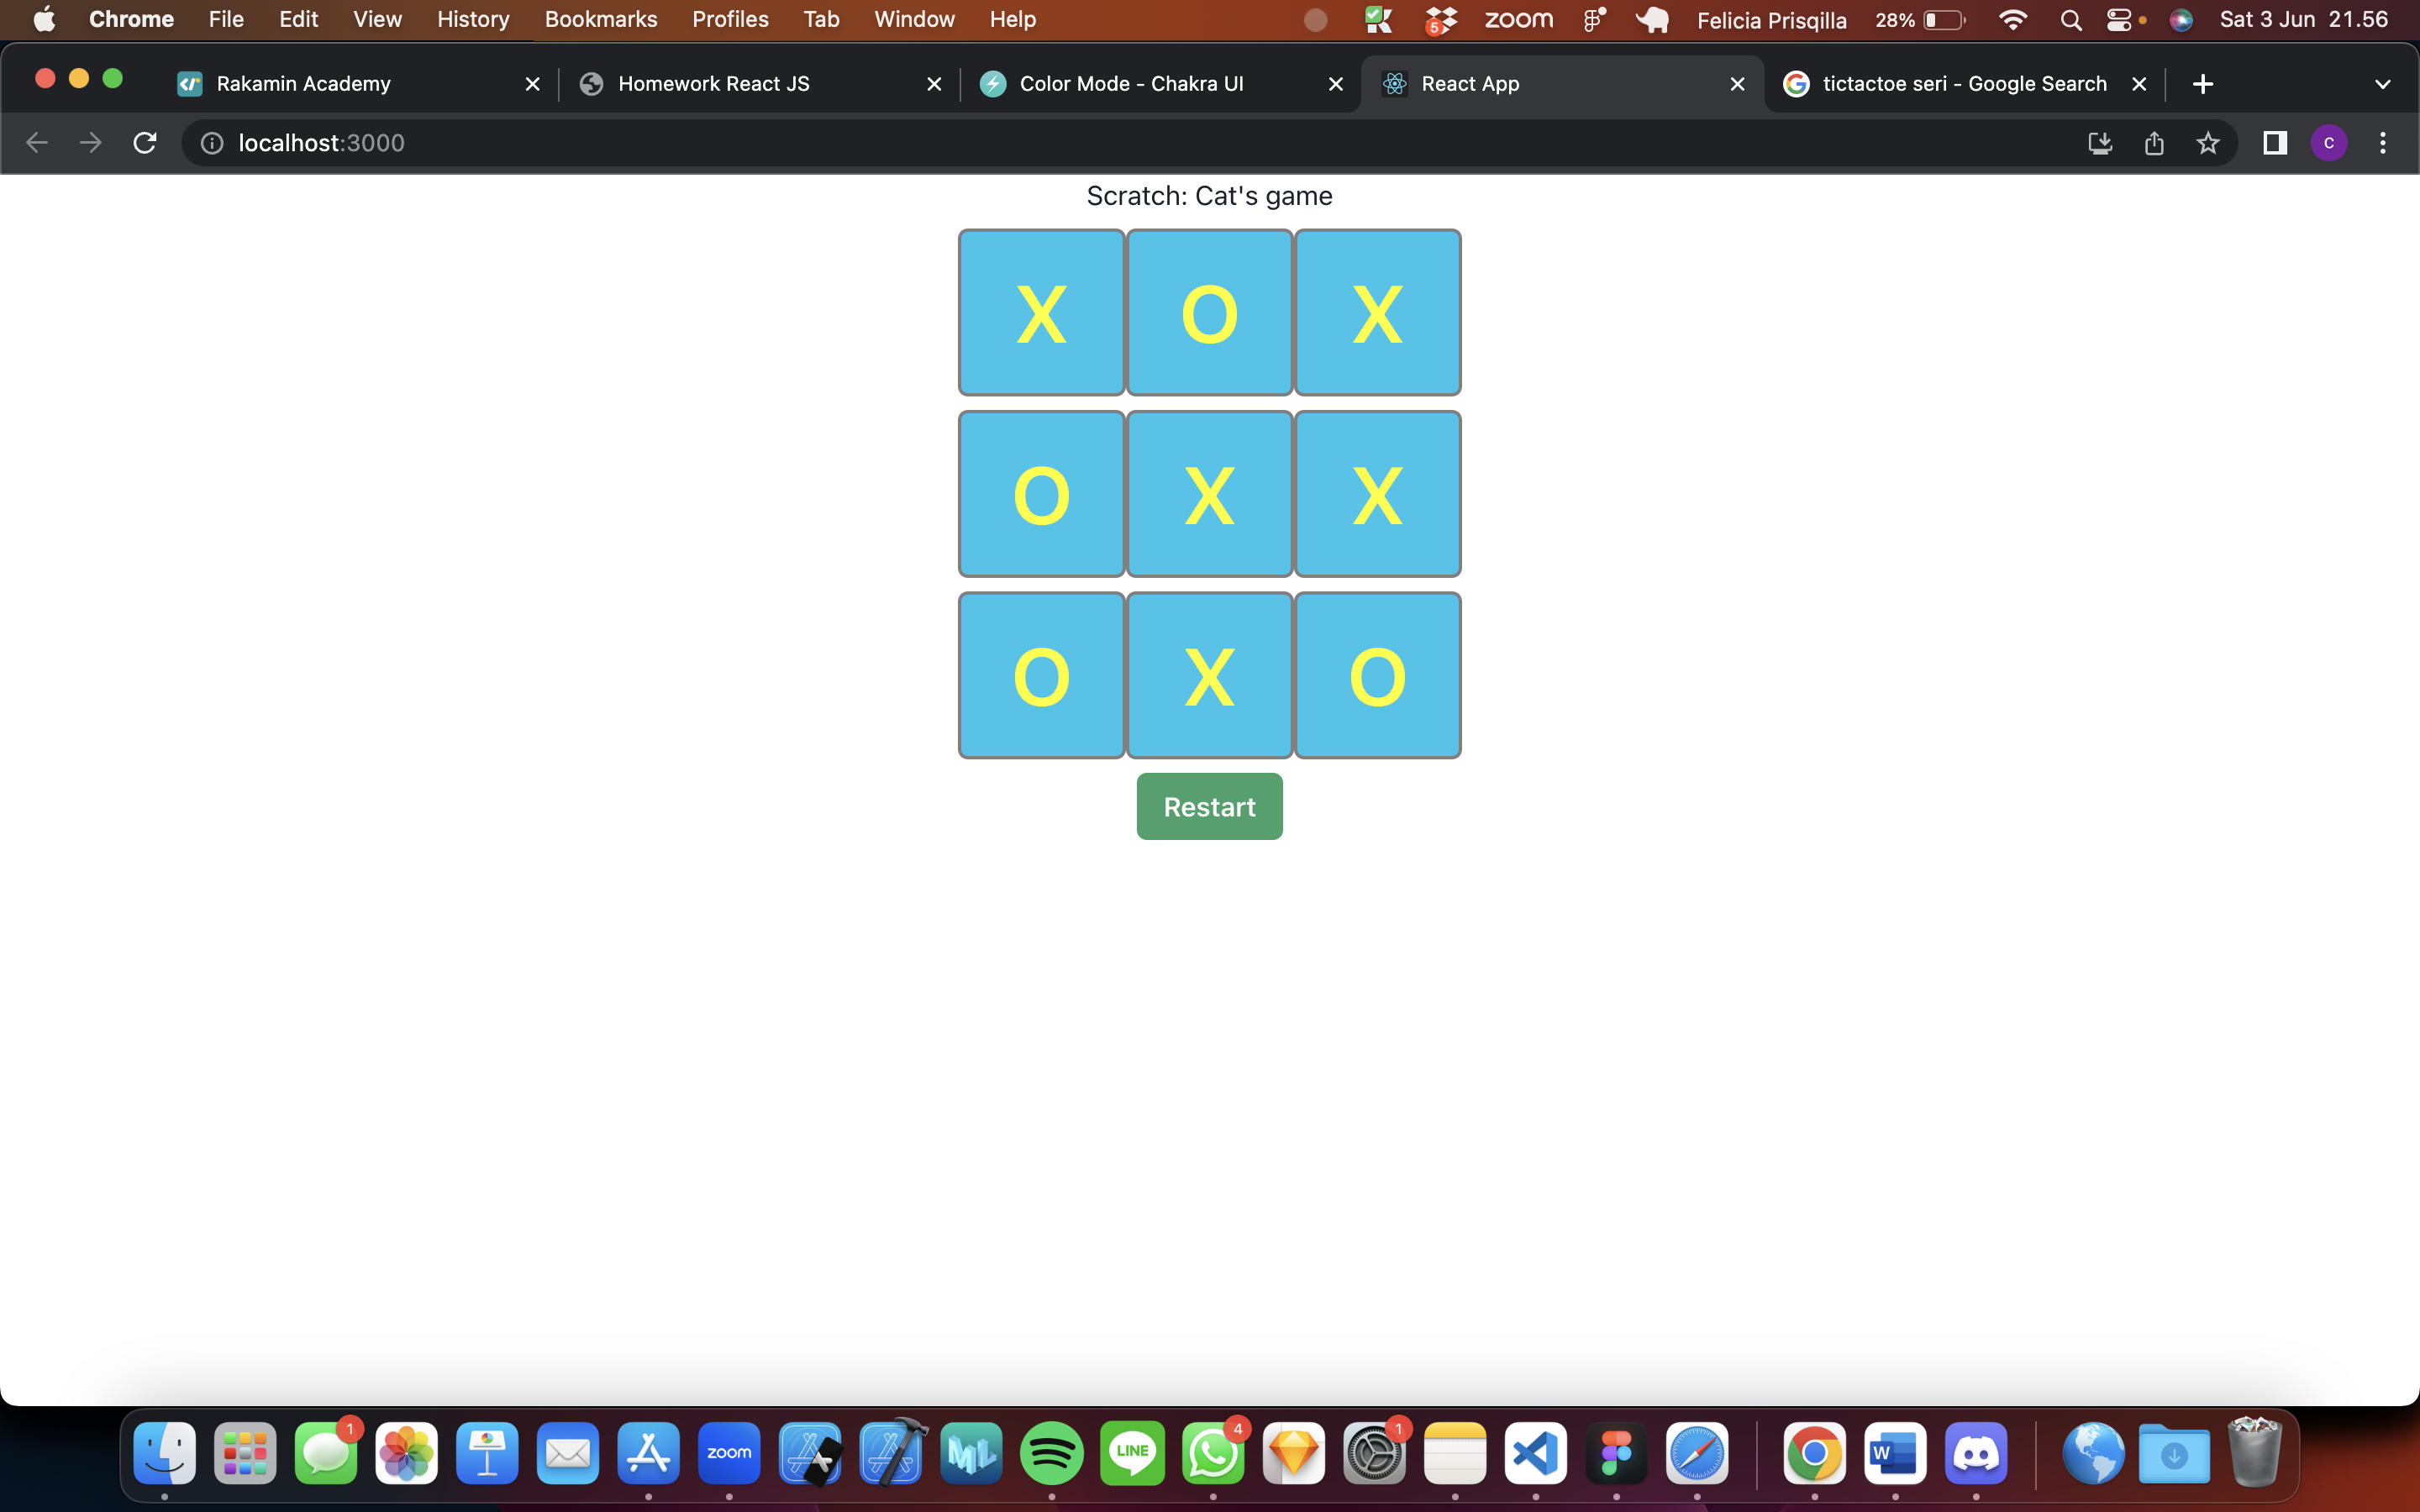 Chrome File Edit View History Bookmarks Profiles Tab Window Help 5 zoom Felicia Prisqilla 28% Sat 3 Jun 21.56
Rakamin Academy Homework React JS Color Mode - Chakra UI React App tictactoe seri - Google Search
localhost:3000 C
Scratch: Cat's game
X O X
O X X
O X O
Restart
1 4 1
zoom ML LINE W